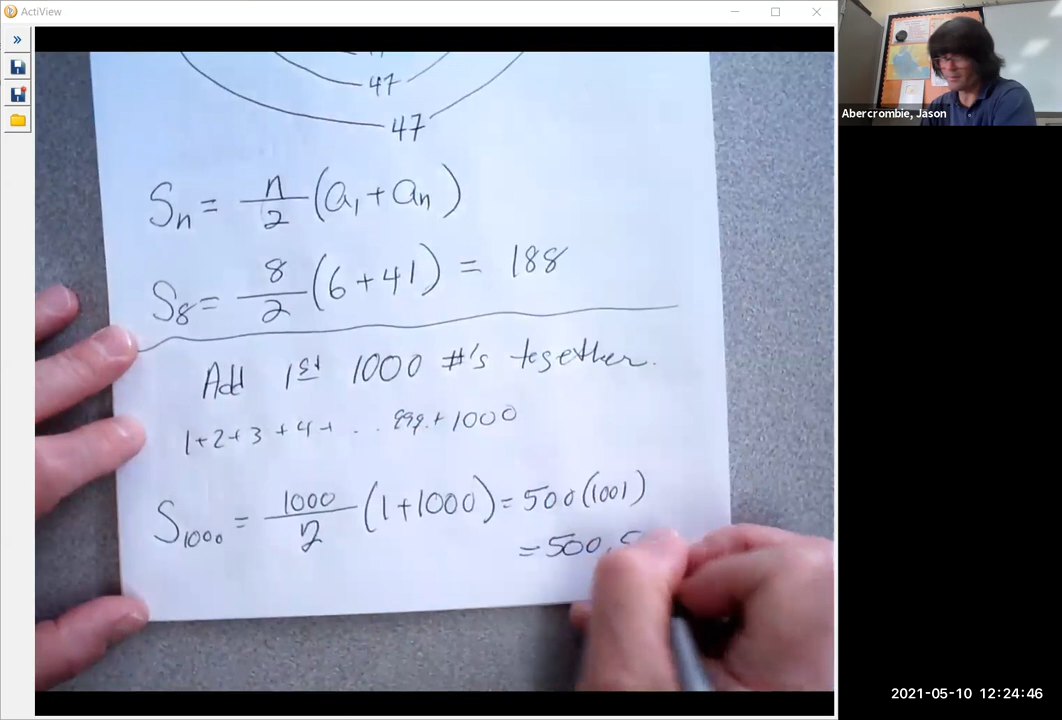 ActiView
47
47
Sn = n/2 (a1 + an)
S8 = 8/2 (6 + 41) = 188
Add 1st 1000 #'s together.
1+2+3+4+ . . 999.+1000
S1000 = 1000/2 (1+1000) = 500(1001)
= 500,5
Abercrombie, Jason
2021-05-10 12:24:46